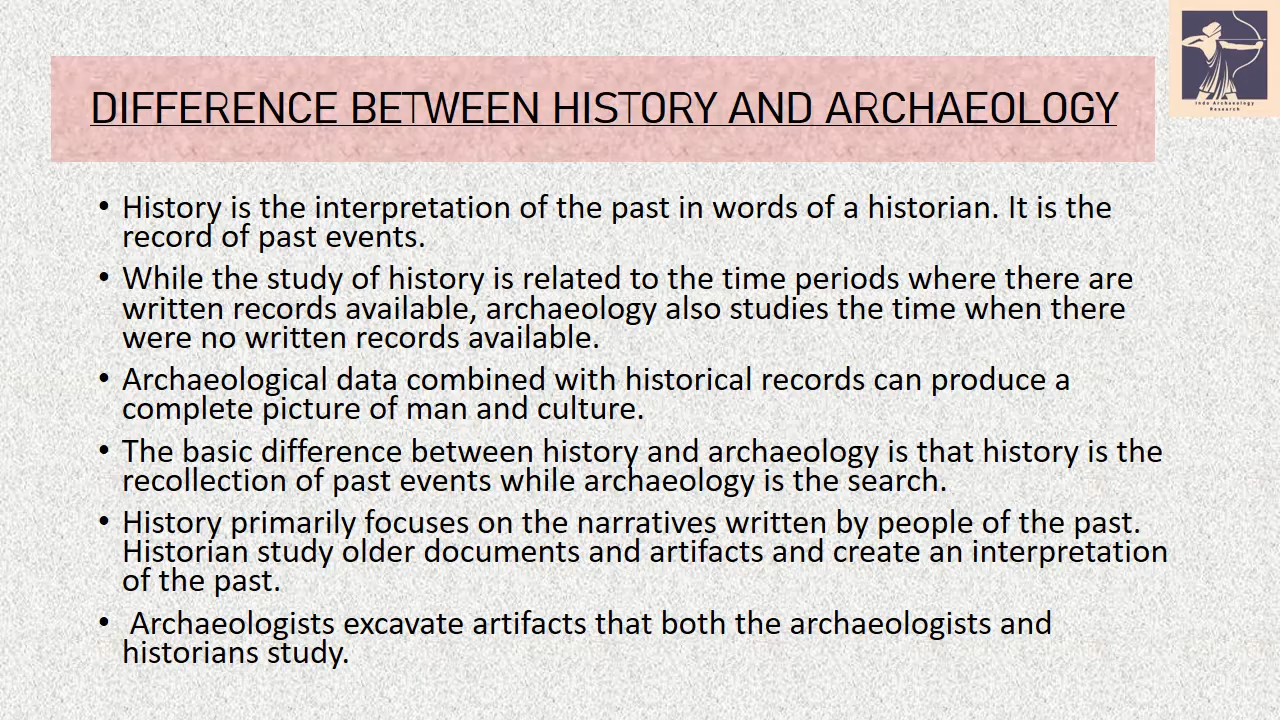 Indo Archaeology
Research
DIFFERENCE BETWEEN HISTORY AND ARCHAEOLOGY
• History is the interpretation of the past in words of a historian. It is the
record of past events.
• While the study of history is related to the time periods where there are
written records available, archaeology also studies the time when there
were no written records available.
• Archaeological data combined with historical records can produce a
complete picture of man and culture.
• The basic difference between history and archaeology is that history is the
recollection of past events while archaeology is the search.
• History primarily focuses on the narratives written by people of the past.
Historian study older documents and artifacts and create an interpretation
of the past.
• Archaeologists excavate artifacts that both the archaeologists and
historians study.